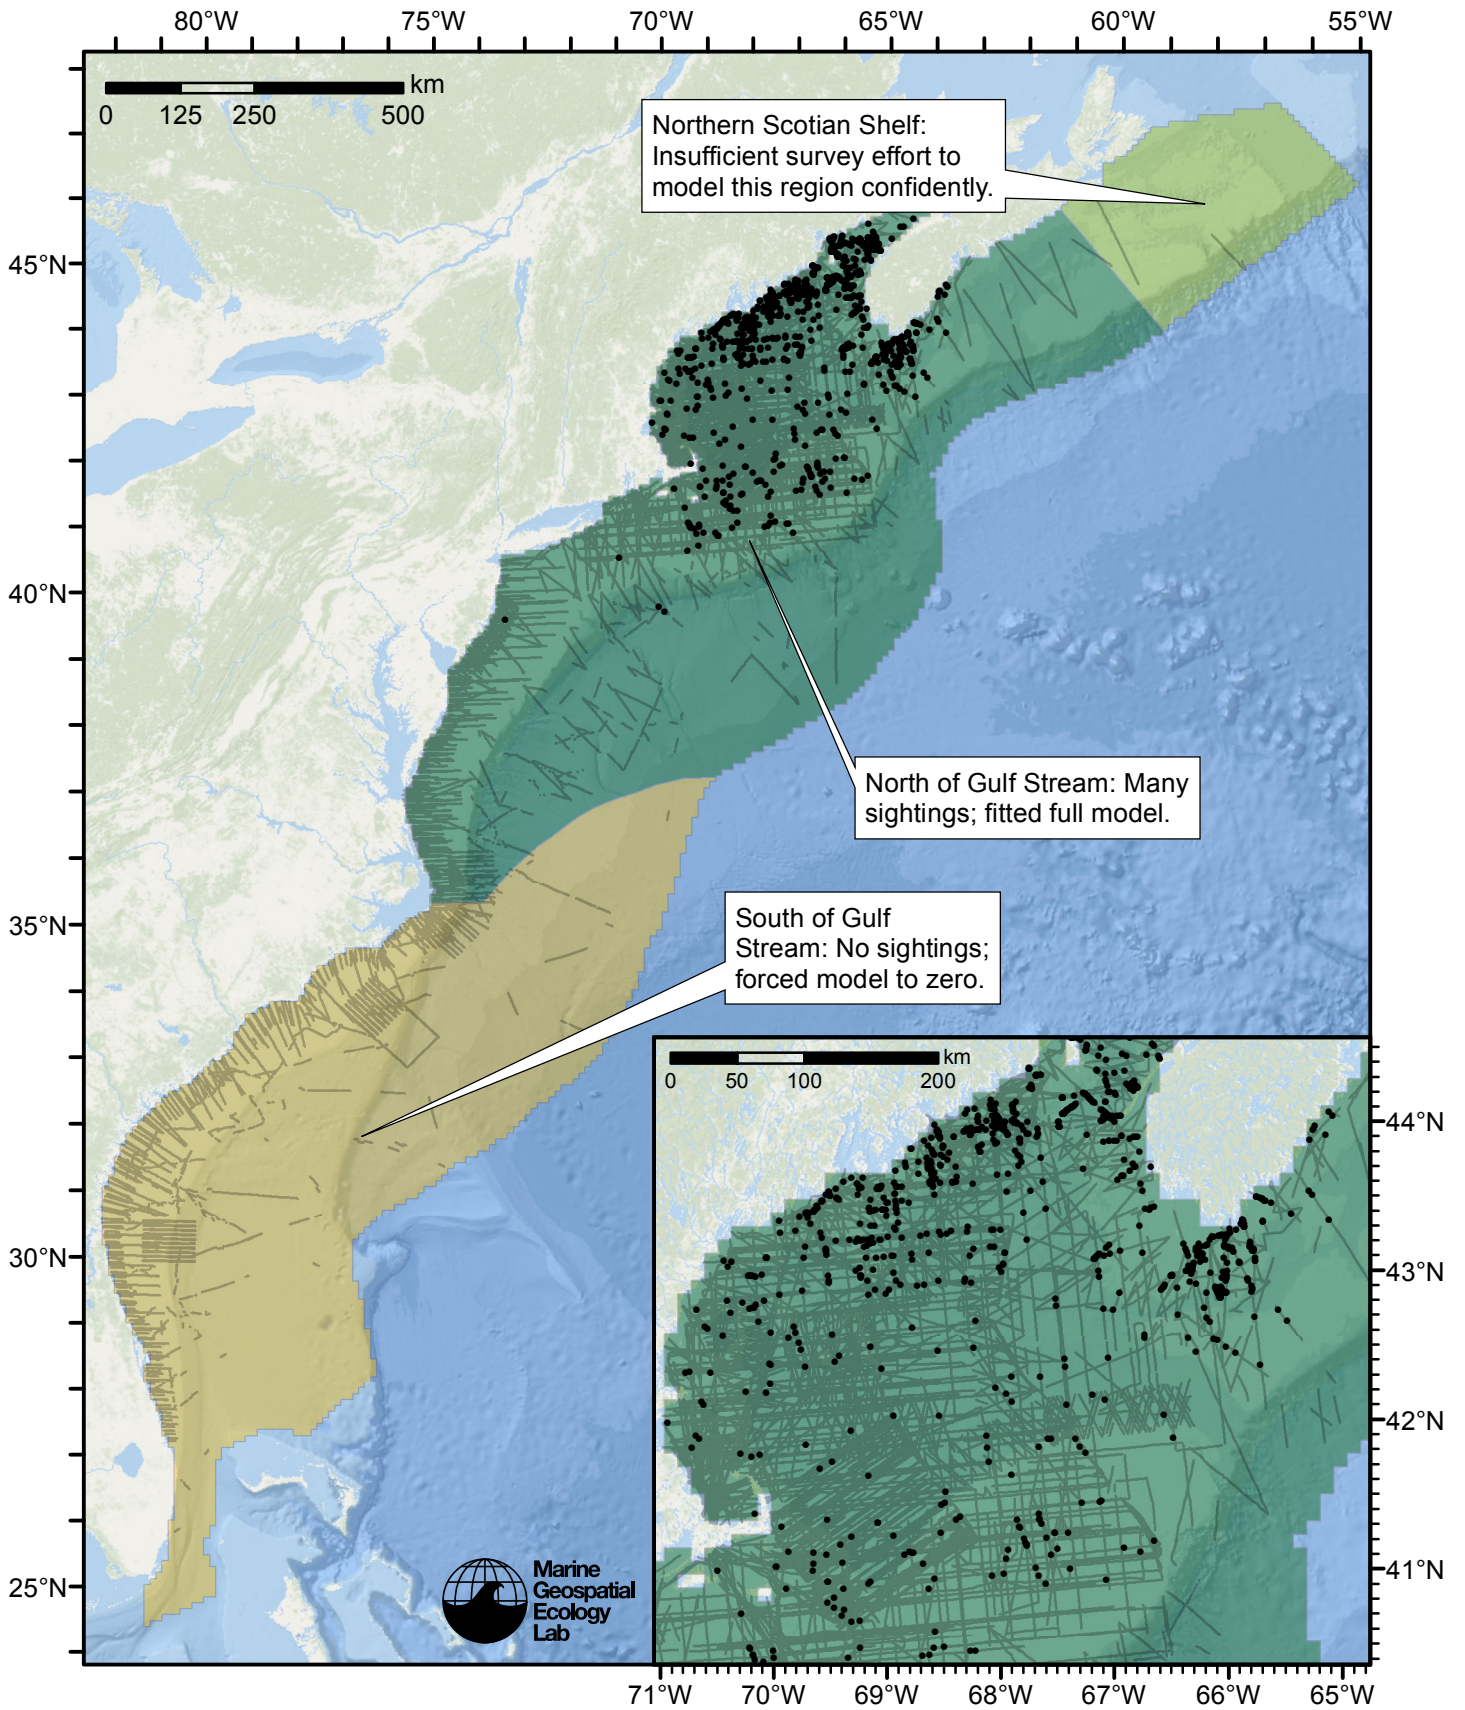 80°W 75°W 70°W 65°W 60°W 55°W
km
0 125 250 500
Northern Scotian Shelf:
Insufficient survey effort to
model this region confidently.
45°N
40°N
North of Gulf Stream: Many
sightings; fitted full model.
South of Gulf
Stream: No sightings;
forced model to zero.
35°N
km
0 50 100 200
44°N
30°N
43°N
42°N
25°N
Marine
Geospatial
Ecology
Lab
41°N
71°W 70°W 69°W 68°W 67°W 66°W 65°W